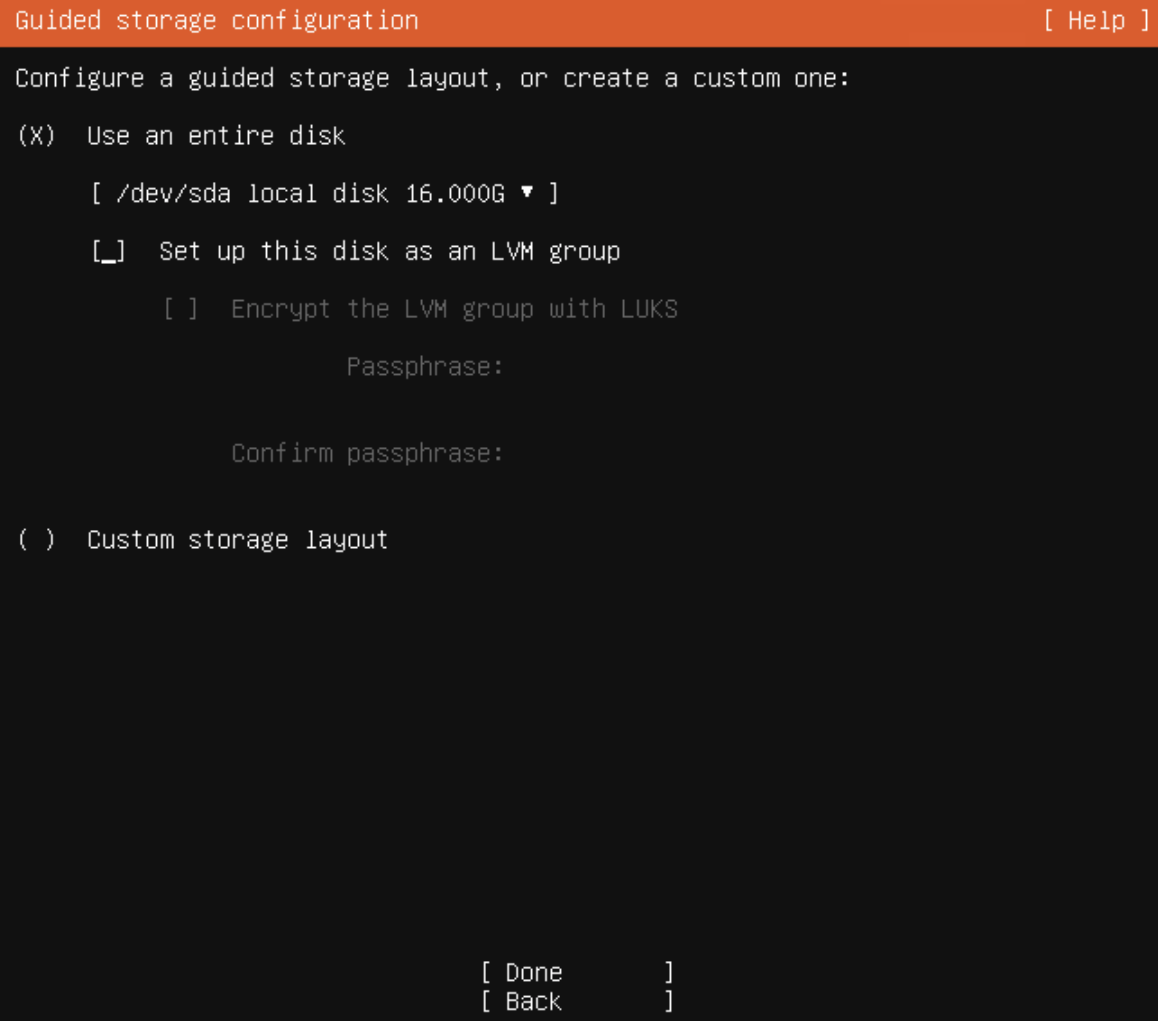 Guided storage configuration [ Help ]
Configure a guided storage layout, or create a custom one:
(X) Use an entire disk
[ /dev/sda local disk 16.000G ▾ ]
[_] Set up this disk as an LVM group
[ ] Encrypt the LVM group with LUKS
Passphrase:
Confirm passphrase:
( ) Custom storage layout
[ Done ]
[ Back ]